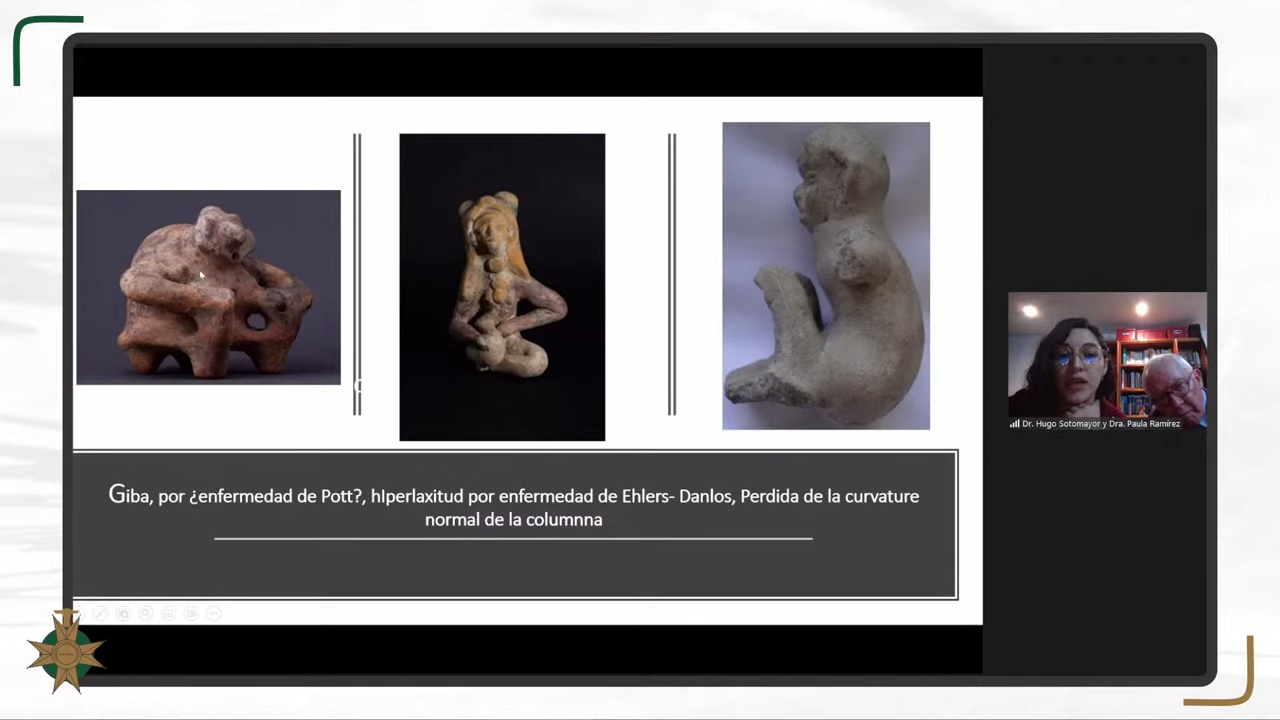 Giba, por ¿enfermedad de Pott?, hIperlaxitud por enfermedad de Ehlers- Danlos, Perdida de la curvature
normal de la columnna
Dr. Hugo Sotomayor y Dra. Paula Ramírez